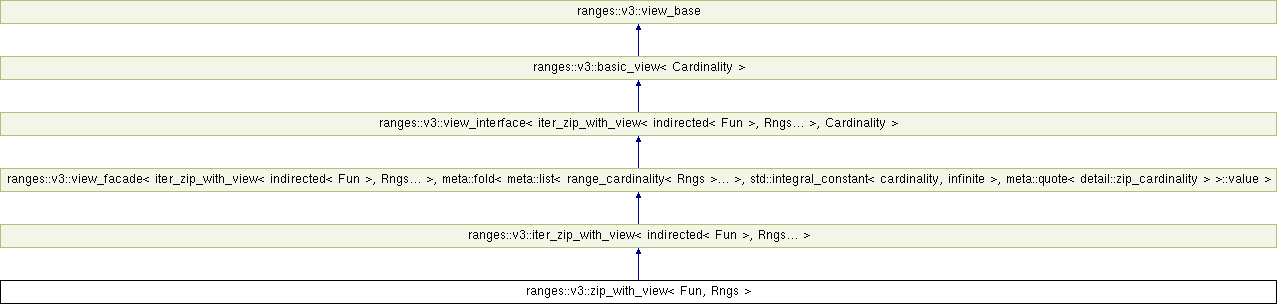 ranges::v3::view_base
ranges::v3::basic_view< Cardinality >
ranges::v3::view_interface< iter_zip_with_view< indirected< Fun >, Rngs... >, Cardinality >
ranges::v3::view_facade< iter_zip_with_view< indirected< Fun >, Rngs... >, meta::fold< meta::list< range_cardinality< Rngs >... >, std::integral_constant< cardinality, infinite >, meta::quote< detail::zip_cardinality > >::value >
ranges::v3::iter_zip_with_view< indirected< Fun >, Rngs... >
ranges::v3::zip_with_view< Fun, Rngs >